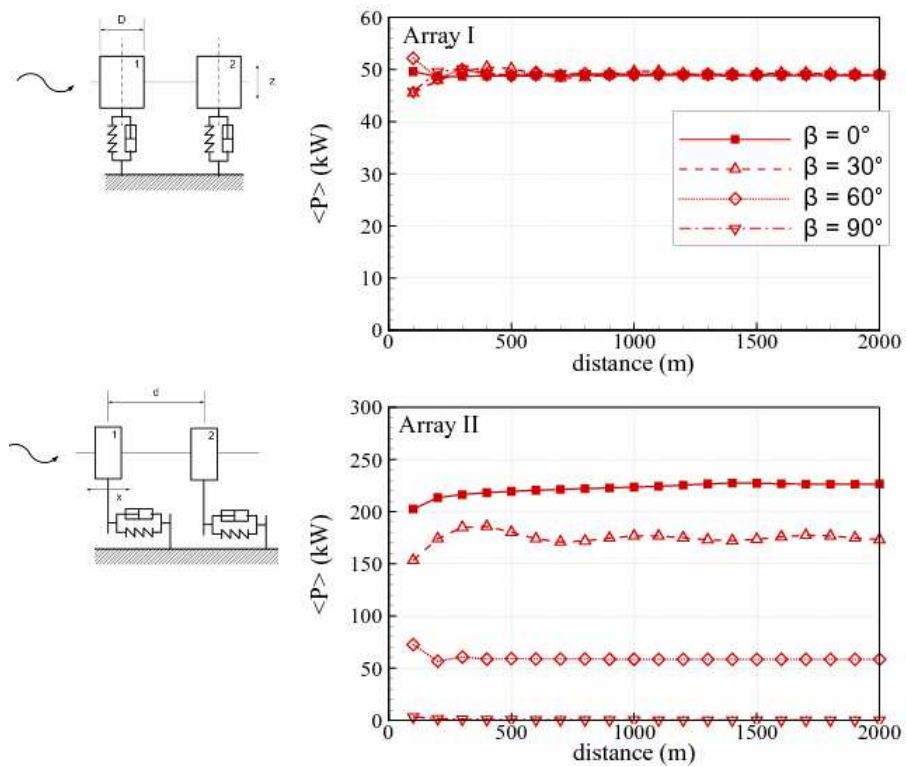 D
1
2
z
Array I
60
50
40
30
20
10
0
<P> (kW)
β = 0°
β = 30°
β = 60°
β = 90°
0
500
1000
1500
2000
distance (m)
d
1
2
x
Array II
300
250
200
150
100
50
0
<P> (kW)
0
500
1000
1500
2000
distance (m)